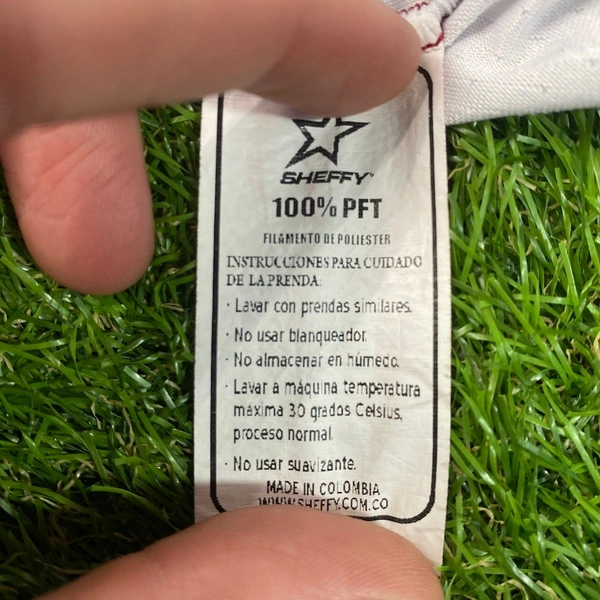 SHEFFY
100% PFT
FILAMENTO DE POLIESTER
INSTRUCCIONES PARA CUIDADO
DE LA PRENDA:
· Lavar con prendas similares.
· No usar blanqueador.
· No almacenar en húmedo.
· Lavar a máquina temperatura
máxima 30 grados Celsius,
proceso normal.
· No usar suavizante.
MADE IN COLOMBIA
WWW.SHEFFY.COM.CO